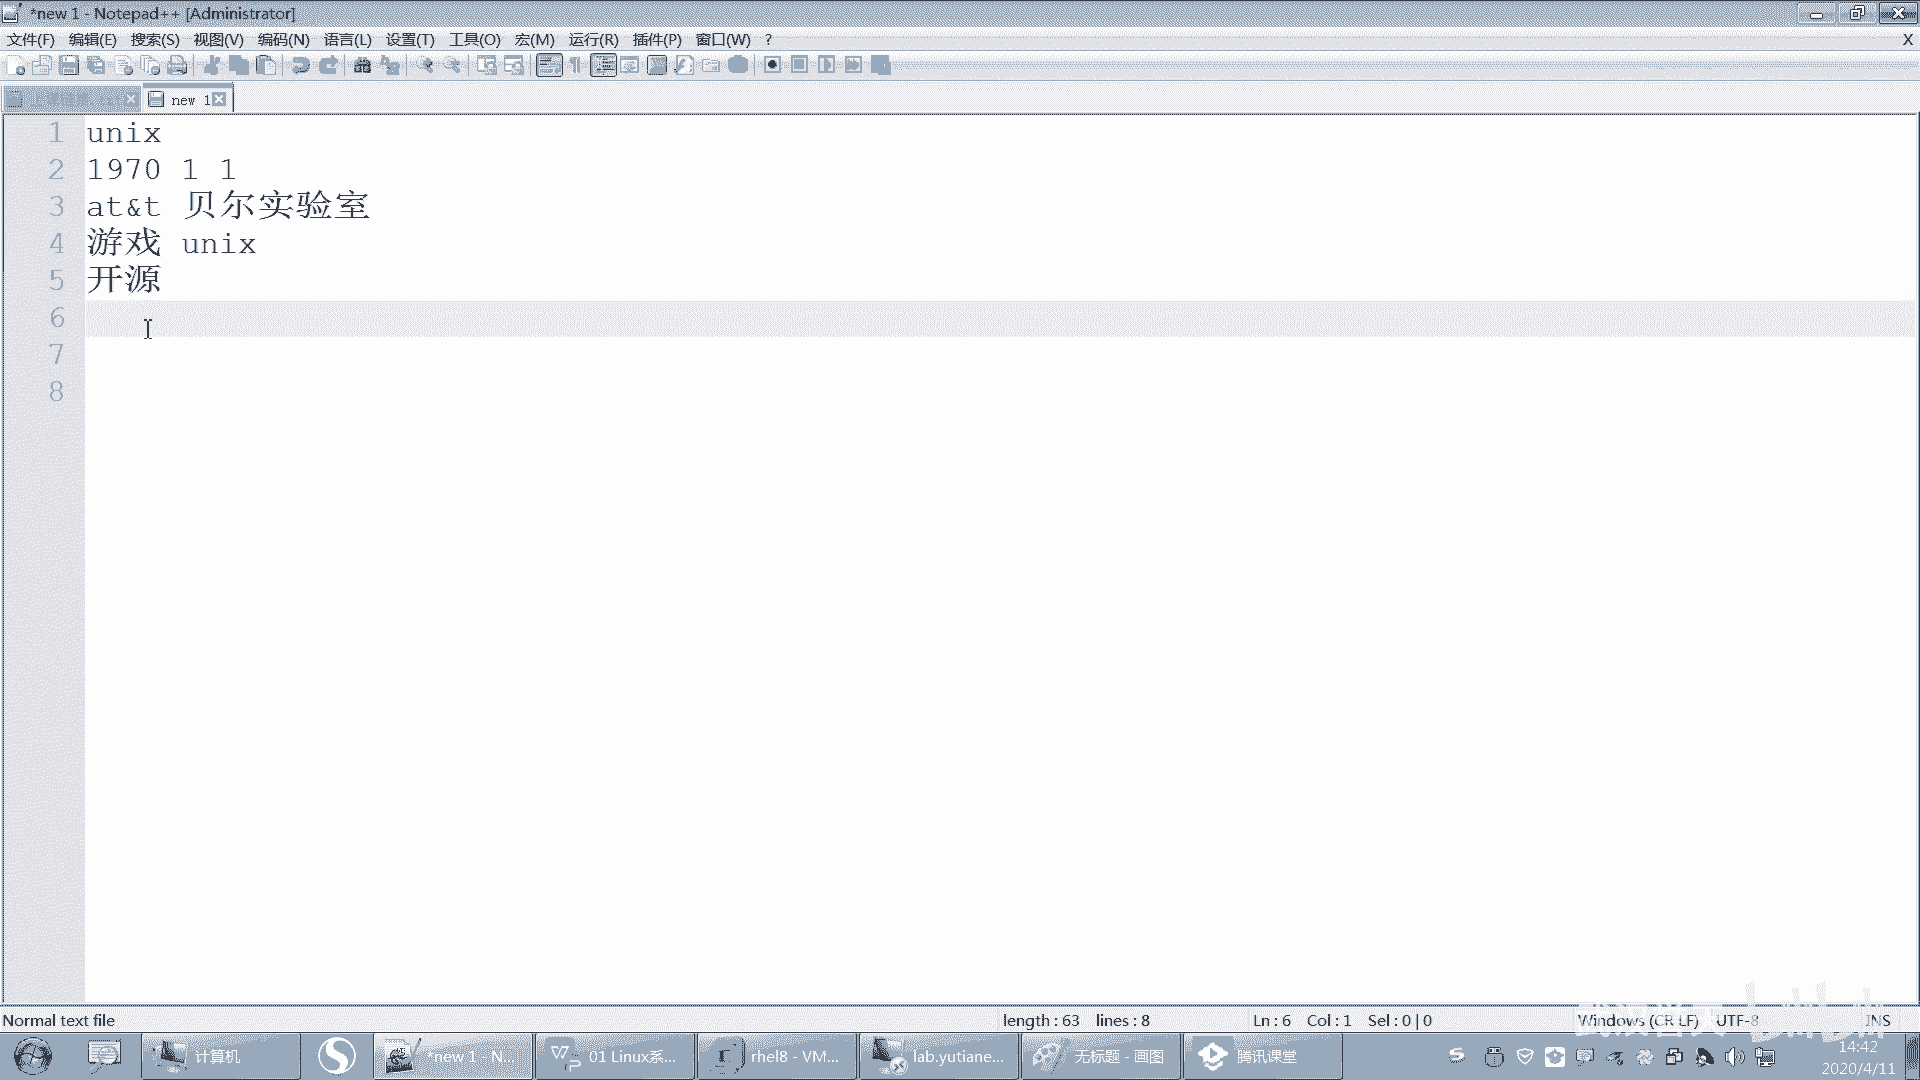 *new 1 - Notepad++ [Administrator]
文件(F) 编辑(E) 搜索(S) 视图(V) 编码(N) 语言(L) 设置(T) 工具(O) 宏(M) 运行(R) 插件(P) 窗口(W) ? X
new 1
1 unix
2 1970 1 1
3 at&t 贝尔实验室
4 游戏 unix
5 开源
6
7
8
Normal text file length : 63 lines : 8 Ln : 6 Col : 1 Sel : 0 | 0 Windows (CR LF) UTF-8 INS
计算机 *new 1 - N... 01 Linux系... rhel8 - VM... lab.yutiane... 无标题 - 画图 腾讯课堂 14:42
2020/4/11